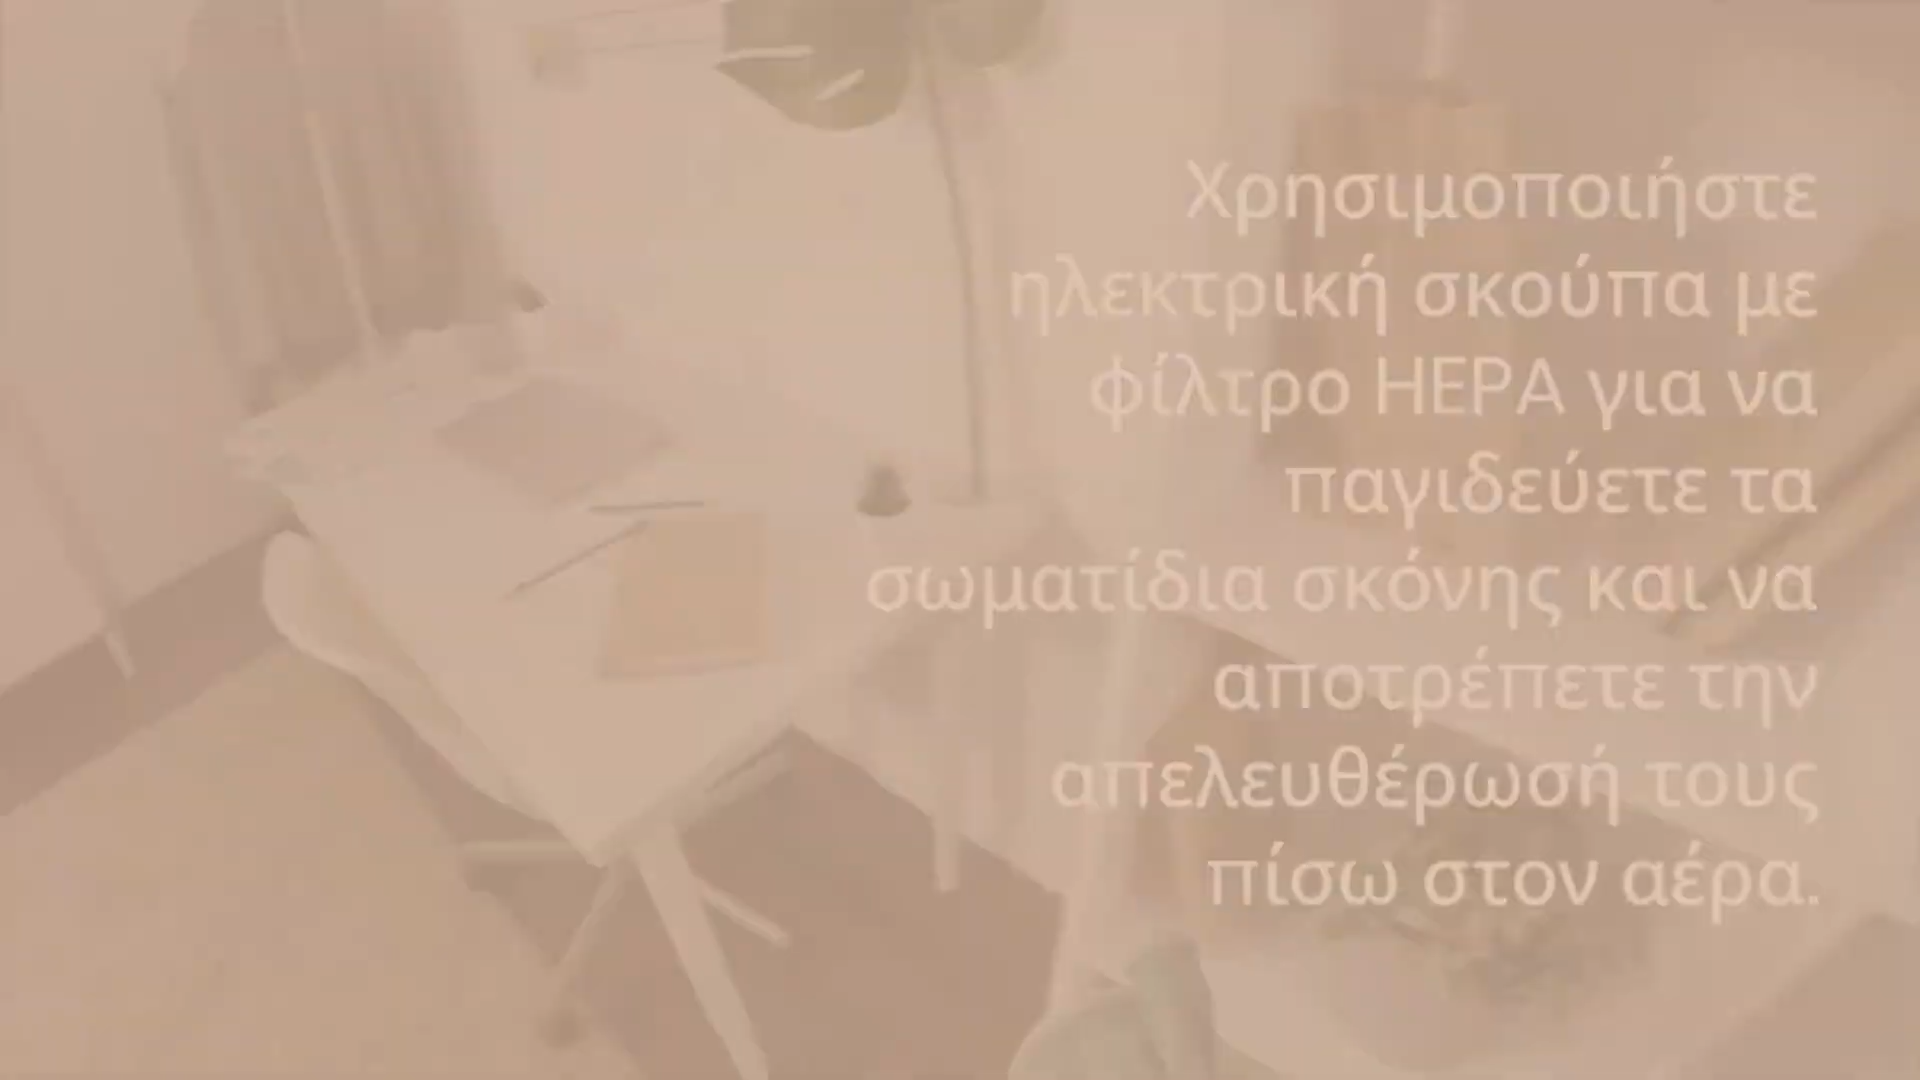 Χρησιμοποιήστε
ηλεκτρική σκούπα με
φίλτρο HEPA για να
παγιδεύετε τα
σωματίδια σκόνης και να
αποτρέπετε την
απελευθέρωσή τους
πίσω στον αέρα.